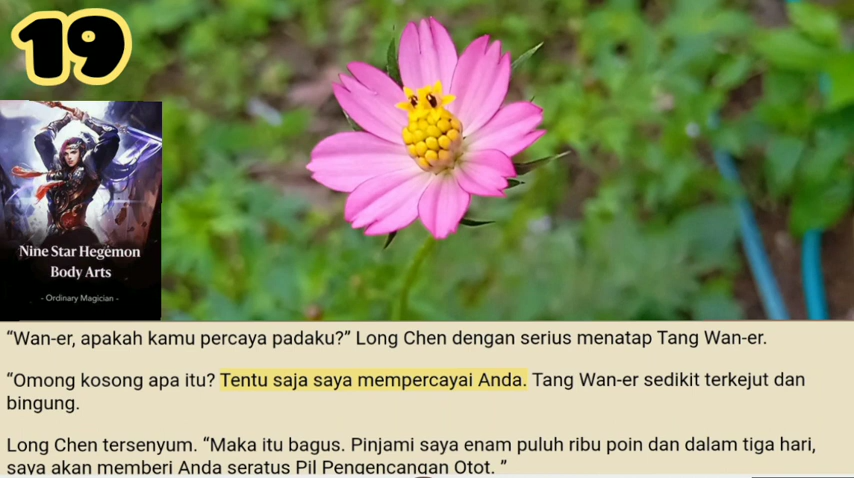 19
Nine Star Hegemon
Body Arts
- Ordinary Magician -
“Wan-er, apakah kamu percaya padaku?” Long Chen dengan serius menatap Tang Wan-er.
“Omong kosong apa itu? Tentu saja saya mempercayai Anda. Tang Wan-er sedikit terkejut dan
bingung.
Long Chen tersenyum. “Maka itu bagus. Pinjami saya enam puluh ribu poin dan dalam tiga hari,
saya akan memberi Anda seratus Pil Pengencangan Otot. ”